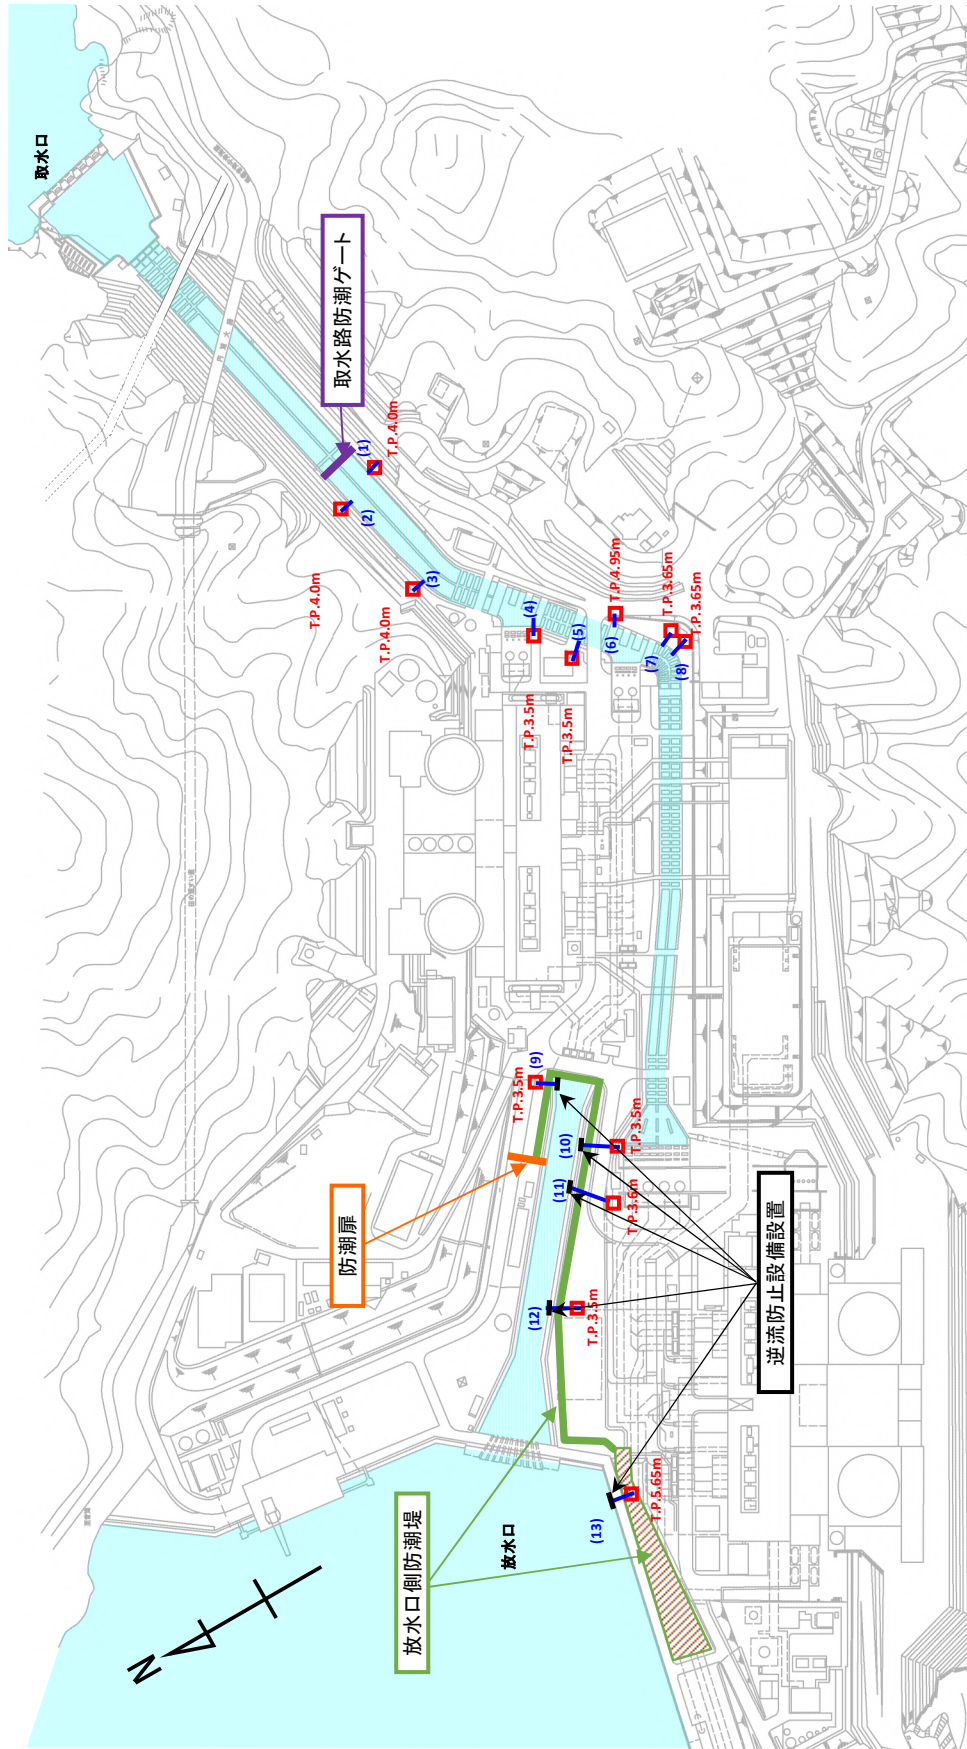 取水口
取水路防潮ゲート
(1)
T.P.4.0m
(2)
T.P.4.0m
(3)
T.P.4.0m
(4)
T.P.3.5m
(5)
T.P.3.5m
(6)
T.P.4.95m
(7)
T.P.3.65m
(8)
T.P.3.65m
(9)
T.P.3.5m
(10)
T.P.3.5m
(11)
T.P.3.6m
(12)
T.P.3.5m
(13)
T.P.5.65m
防潮扉
逆流防止設備設置
放水口側防潮堤
放水口
N